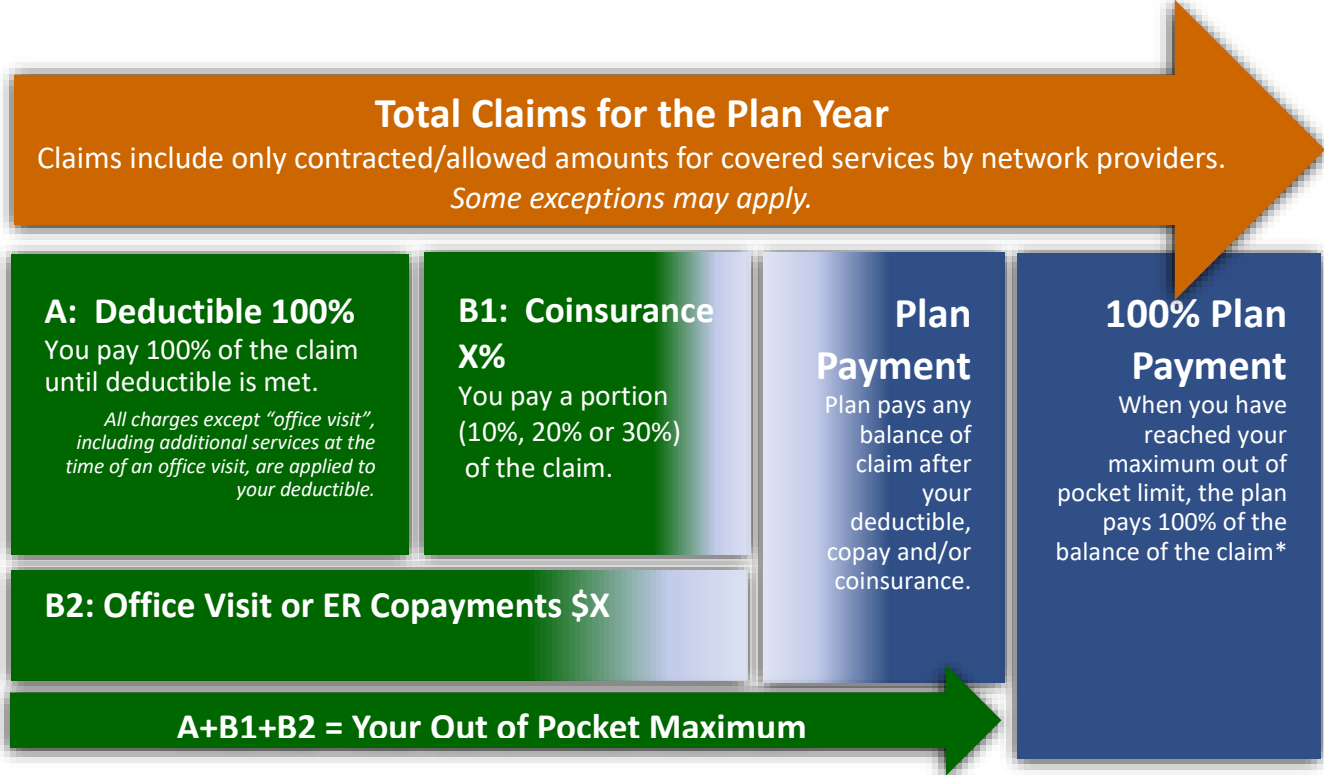 Total Claims for the Plan Year
Claims include only contracted/allowed amounts for covered services by network providers.
Some exceptions may apply.
A: Deductible 100%
You pay 100% of the claim
until deductible is met.
All charges except “office visit”,
including additional services at the
time of an office visit, are applied to
your deductible.
B1: Coinsurance
X%
You pay a portion
(10%, 20% or 30%)
of the claim.
Plan
Payment
Plan pays any
balance of
claim after
your
deductible,
copay and/or
coinsurance.
100% Plan
Payment
When you have
reached your
maximum out of
pocket limit, the plan
pays 100% of the
balance of the claim*
B2: Office Visit or ER Copayments $X
A+B1+B2 = Your Out of Pocket Maximum